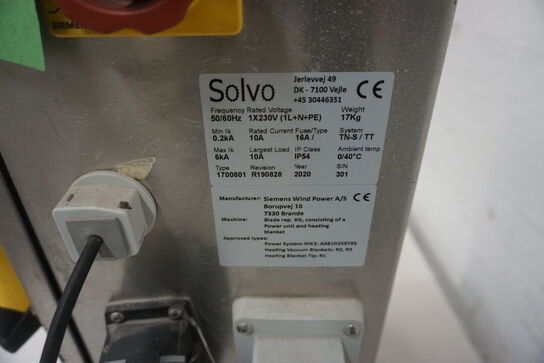 SIEMEN
Solvo
Jerlevvej 49
DK - 7100 Vejle
+45 30446351
CE
Frequency Rated Voltage Weight
50/60Hz 1X230V (1L+N+PE) 17Kg
Min Ik Rated Current Fuse/Type System
0.2kA 10A 16A / TN-S / TT
Max Ik Largest Load IP Class Ambient temp
6kA 10A IP54 0/40°C
Type Version Year S/N
1700801 R190828 2020 301
Manufacturer: Siemens Wind Power A/S CE
Borupvej 16
7330 Brande
Machine: Blade rep. Kit, consisting of a
Power unit and heating
blanket
Approved types:
Power System MK3:
Heating Vacuum Blankets: R2, R3
Heating Blanket Tip: R1